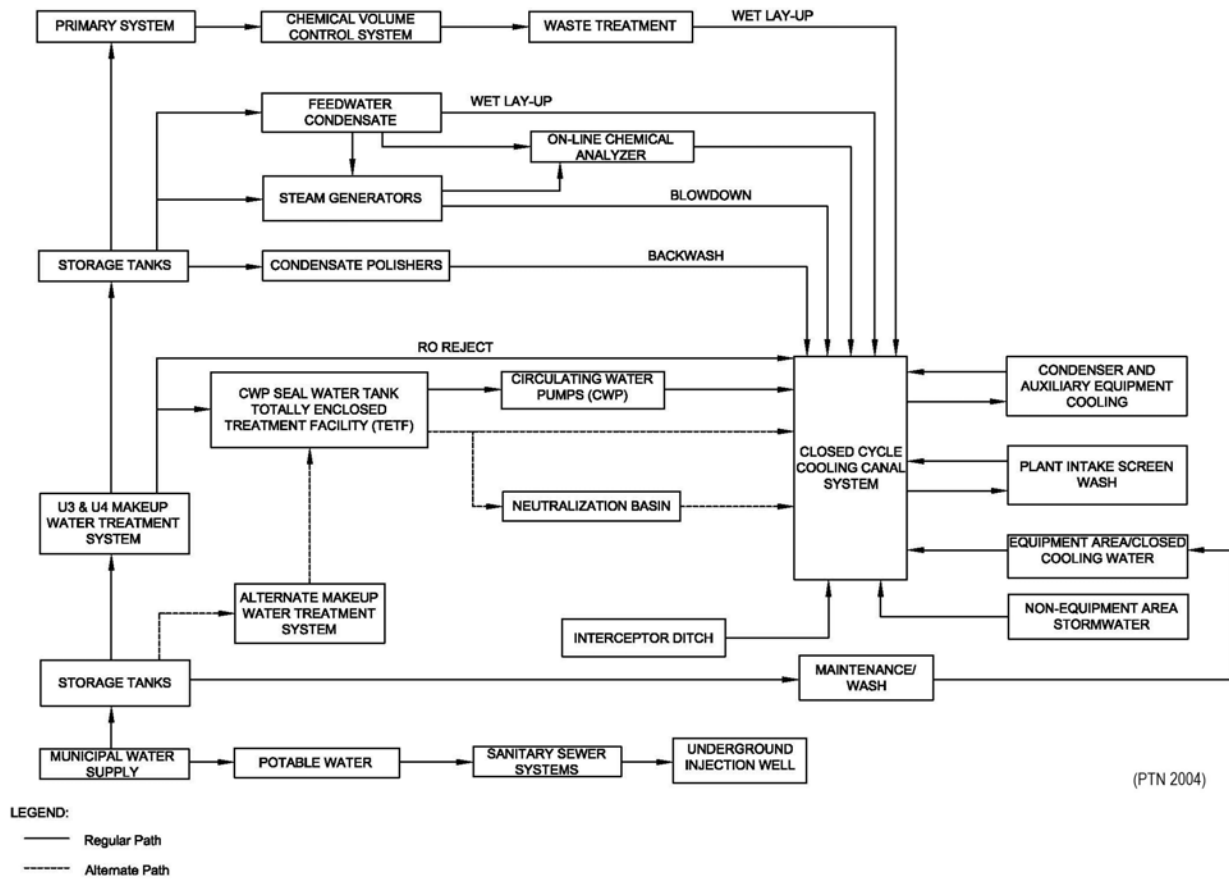 PRIMARY SYSTEM
CHEMICAL VOLUME
CONTROL SYSTEM
WASTE TREATMENT
WET LAY-UP
FEEDWATER
CONDENSATE
WET LAY-UP
ON-LINE CHEMICAL
ANALYZER
STEAM GENERATORS
BLOWDOWN
STORAGE TANKS
CONDENSATE POLISHERS
BACKWASH
RO REJECT
CWP SEAL WATER TANK
TOTALLY ENCLOSED
TREATMENT FACILITY (TETF)
CIRCULATING WATER
PUMPS (CWP)
CLOSED CYCLE
COOLING CANAL
SYSTEM
CONDENSER AND
AUXILIARY EQUIPMENT
COOLING
PLANT INTAKE SCREEN
WASH
U3 & U4 MAKEUP
WATER TREATMENT
SYSTEM
NEUTRALIZATION BASIN
EQUIPMENT AREA/CLOSED
COOLING WATER
ALTERNATE MAKEUP
WATER TREATMENT
SYSTEM
NON-EQUIPMENT AREA
STORMWATER
INTERCEPTOR DITCH
STORAGE TANKS
MAINTENANCE/
WASH
MUNICIPAL WATER
SUPPLY
POTABLE WATER
SANITARY SEWER
SYSTEMS
UNDERGROUND
INJECTION WELL
(PTN 2004)
LEGEND:
Regular Path
Alternate Path